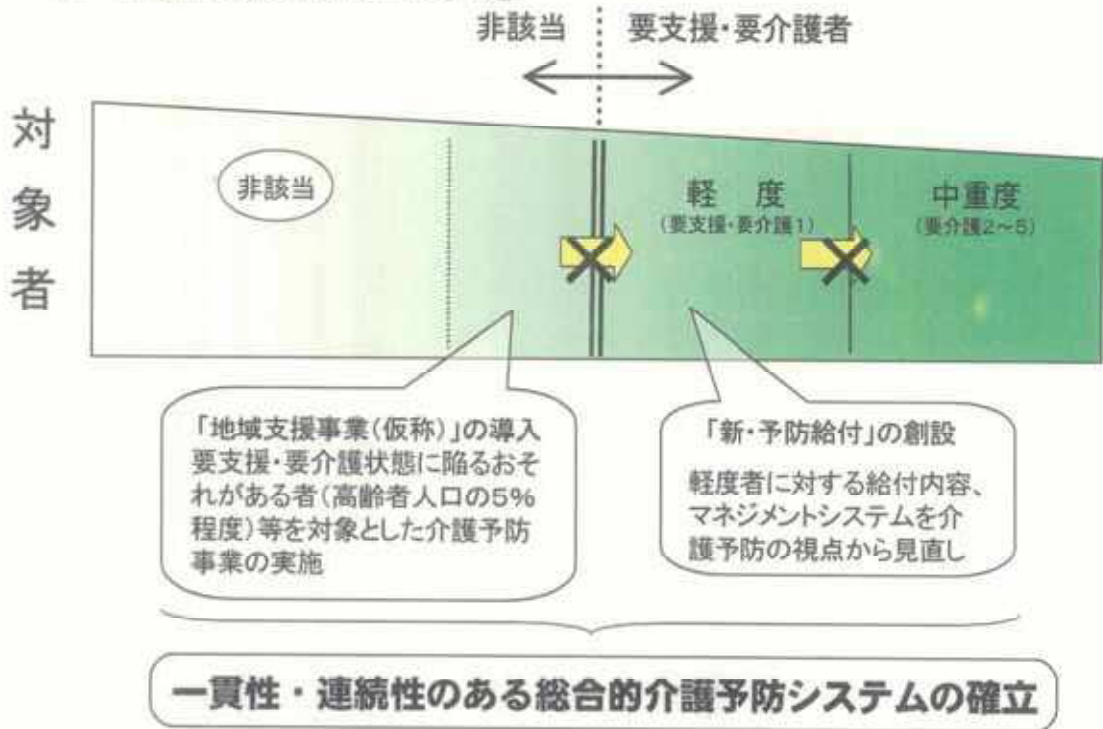 非該当 要支援・要介護者
対象者
非該当
軽 度
(要支援・要介護1)
中重度
(要介護2～5)
「地域支援事業(仮称)」の導入
要支援・要介護状態に陥るおそ
れがある者(高齢者人口の5%
程度)等を対象とした介護予防
事業の実施
「新・予防給付」の創設
軽度者に対する給付内容、
マネジメントシステムを介
護予防の視点から見直し
一貫性・連続性のある総合的介護予防システムの確立